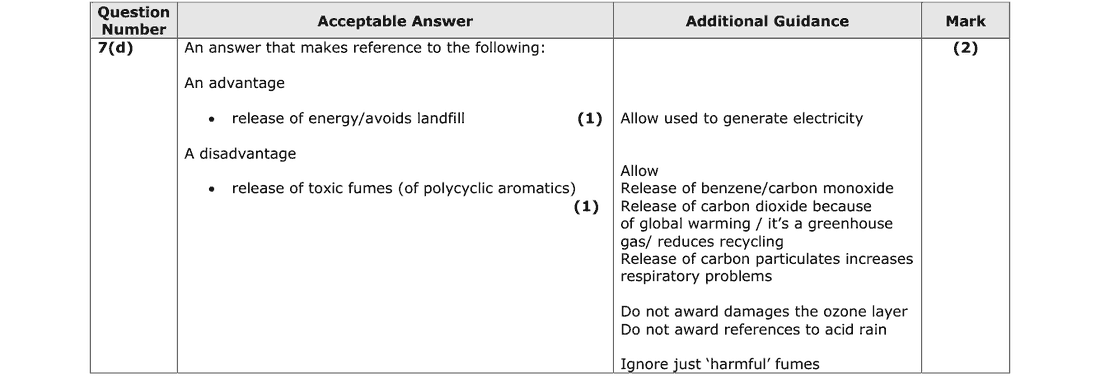 Question Number Acceptable Answer Additional Guidance Mark
7(d) An answer that makes reference to the following: (2)
An advantage
• release of energy/avoids landfill (1) Allow used to generate electricity
A disadvantage
Allow
• release of toxic fumes (of polycyclic aromatics) Release of benzene/carbon monoxide
(1) Release of carbon dioxide because
of global warming / it's a greenhouse
gas/ reduces recycling
Release of carbon particulates increases
respiratory problems
Do not award damages the ozone layer
Do not award references to acid rain
Ignore just 'harmful' fumes